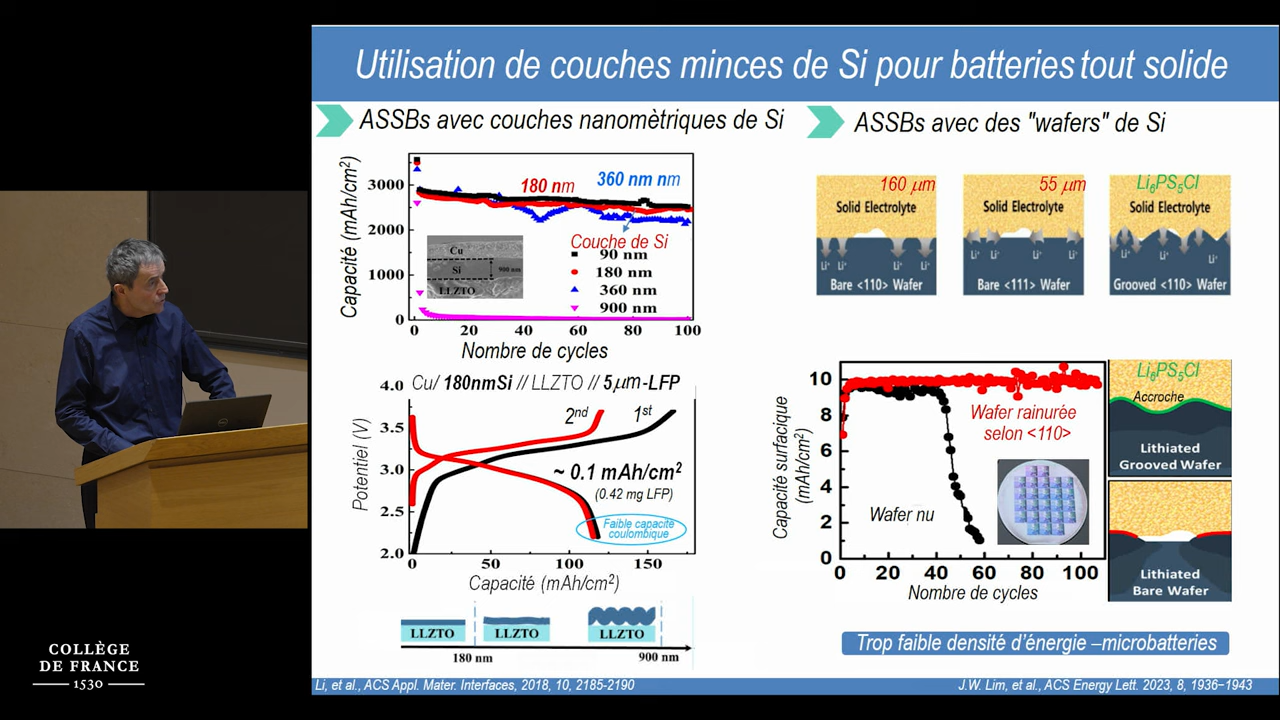 Utilisation de couches minces de Si pour batteries tout solide
ASSBs avec couches nanomètriques de Si
Capacité (mAh/cm²)
3000
2000
1000
0
180 nm
360 nm nm
Couche de Si
90 nm
180 nm
360 nm
900 nm
Cu
Si
900 nm
LLZTO
0 20 40 60 80 100
Nombre de cycles
Cu/ 180nmSi // LLZTO // 5µm-LFP
Potentiel (V)
4.0
3.5
3.0
2.5
2.0
2nd
1st
~ 0.1 mAh/cm²
(0.42 mg LFP)
Faible capacité
coulombique
0 50 100 150
Capacité (mAh/cm²)
LLZTO
LLZTO
LLZTO
180 nm
900 nm
ASSBs avec des "wafers" de Si
160 µm
Solid Electrolyte
Li⁺ Li⁺ Li⁺
Bare <110> Wafer
55 µm
Solid Electrolyte
Li⁺ Li⁺
Bare <111> Wafer
Li₆PS₅Cl
Solid Electrolyte
Li⁺ Li⁺ Li⁺
Grooved <110> Wafer
Capacité surfacique
(mAh/cm²)
10
8
6
4
2
0
Wafer rainurée
selon <110>
Wafer nu
0 20 40 60 80 100
Nombre de cycles
Li₆PS₅Cl
Accroche
Lithiated
Grooved Wafer
Lithiated
Bare Wafer
Trop faible densité d'énergie –microbatteries
Li, et al., ACS Appl. Mater. Interfaces, 2018, 10, 2185-2190
J.W. Lim, et al., ACS Energy Lett. 2023, 8, 1936−1943
COLLÈGE
DE FRANCE
1530